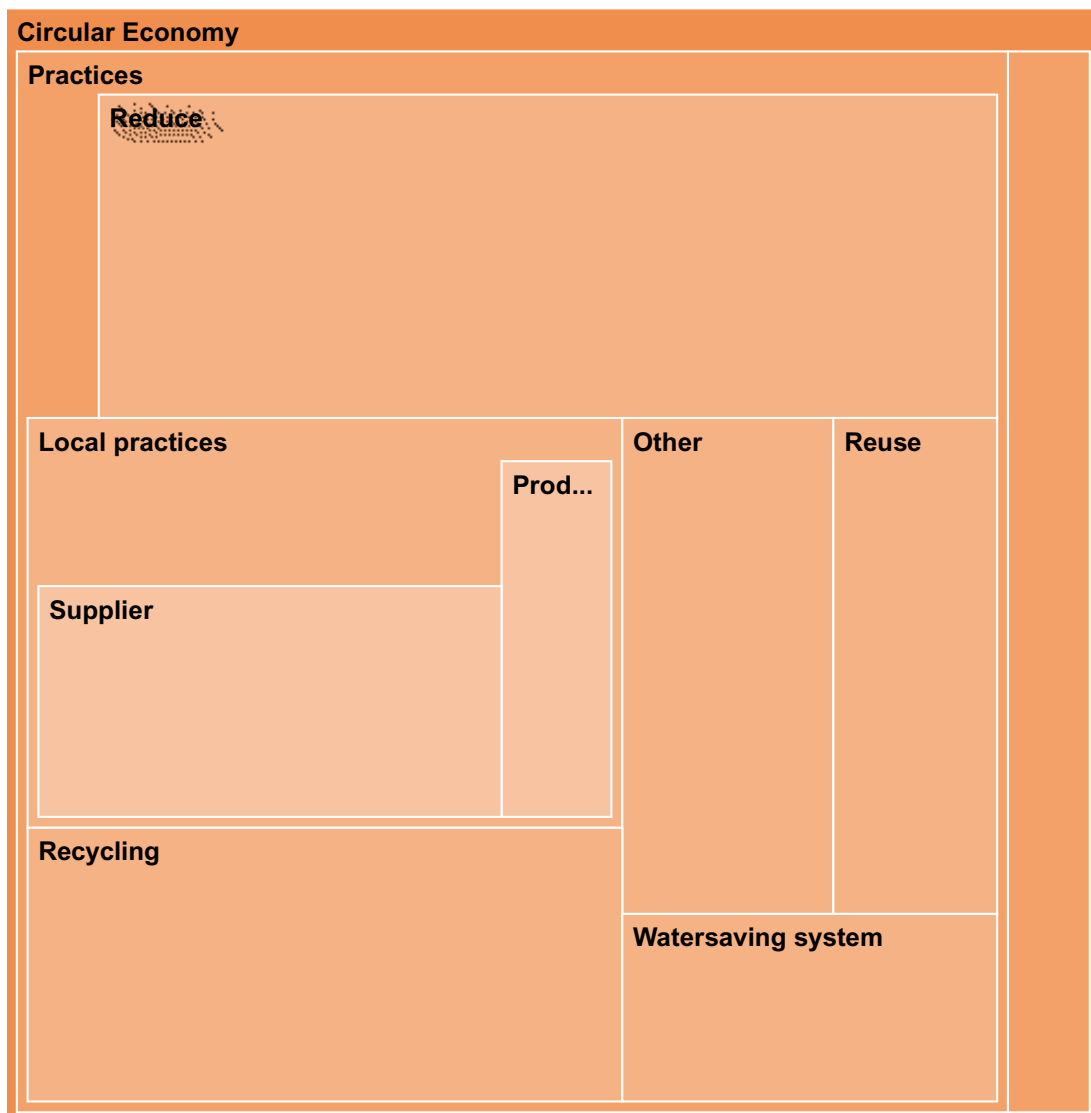 Circular Economy
Practices
Reduce
Local practices
Other
Reuse
Prod...
Supplier
Recycling
Watersaving system